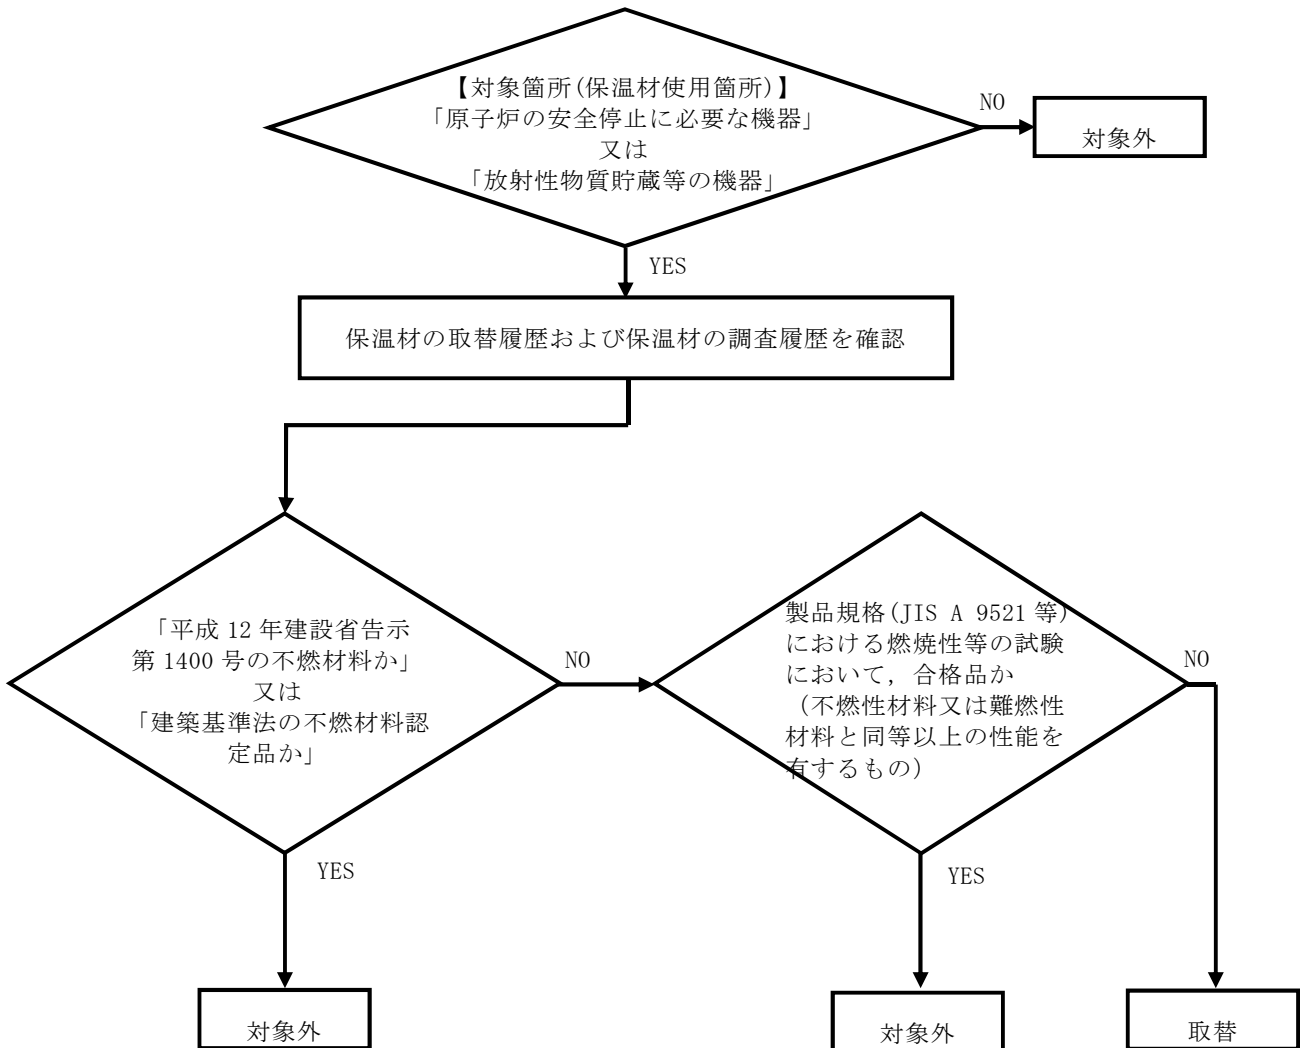 【対象箇所(保温材使用箇所)】
「原子炉の安全停止に必要な機器」
又は
「放射性物質貯蔵等の機器」
NO
対象外
YES
保温材の取替履歴および保温材の調査履歴を確認
「平成 12 年建設省告示
第 1400 号の不燃材料か」
又は
「建築基準法の不燃材料認
定品か」
NO
製品規格(JIS A 9521 等)
における燃焼性等の試験
において，合格品か
（不燃性材料又は難燃性
材料と同等以上の性能を
有するもの）
NO
YES
YES
対象外
対象外
取替